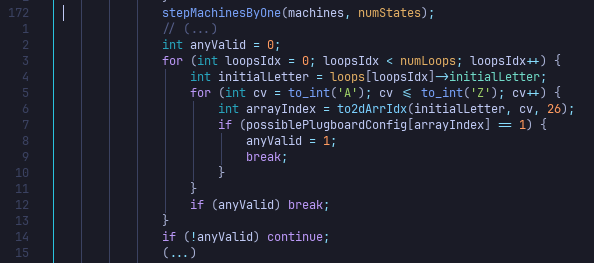 172 stepMachinesByOne(machines, numStates);
1 // (...)
2 int anyValid = 0;
3 for (int loopsIdx = 0; loopsIdx < numLoops; loopsIdx++) {
4 int initialLetter = loops[loopsIdx]->initialLetter;
5 for (int cv = to_int('A'); cv <= to_int('Z'); cv++) {
6 int arrayIndex = to2dArrIdx(initialLetter, cv, 26);
7 if (possiblePlugboardConfig[arrayIndex] == 1) {
8 anyValid = 1;
9 break;
10 }
11 }
12 if (anyValid) break;
13 }
14 if (!anyValid) continue;
15 (...)